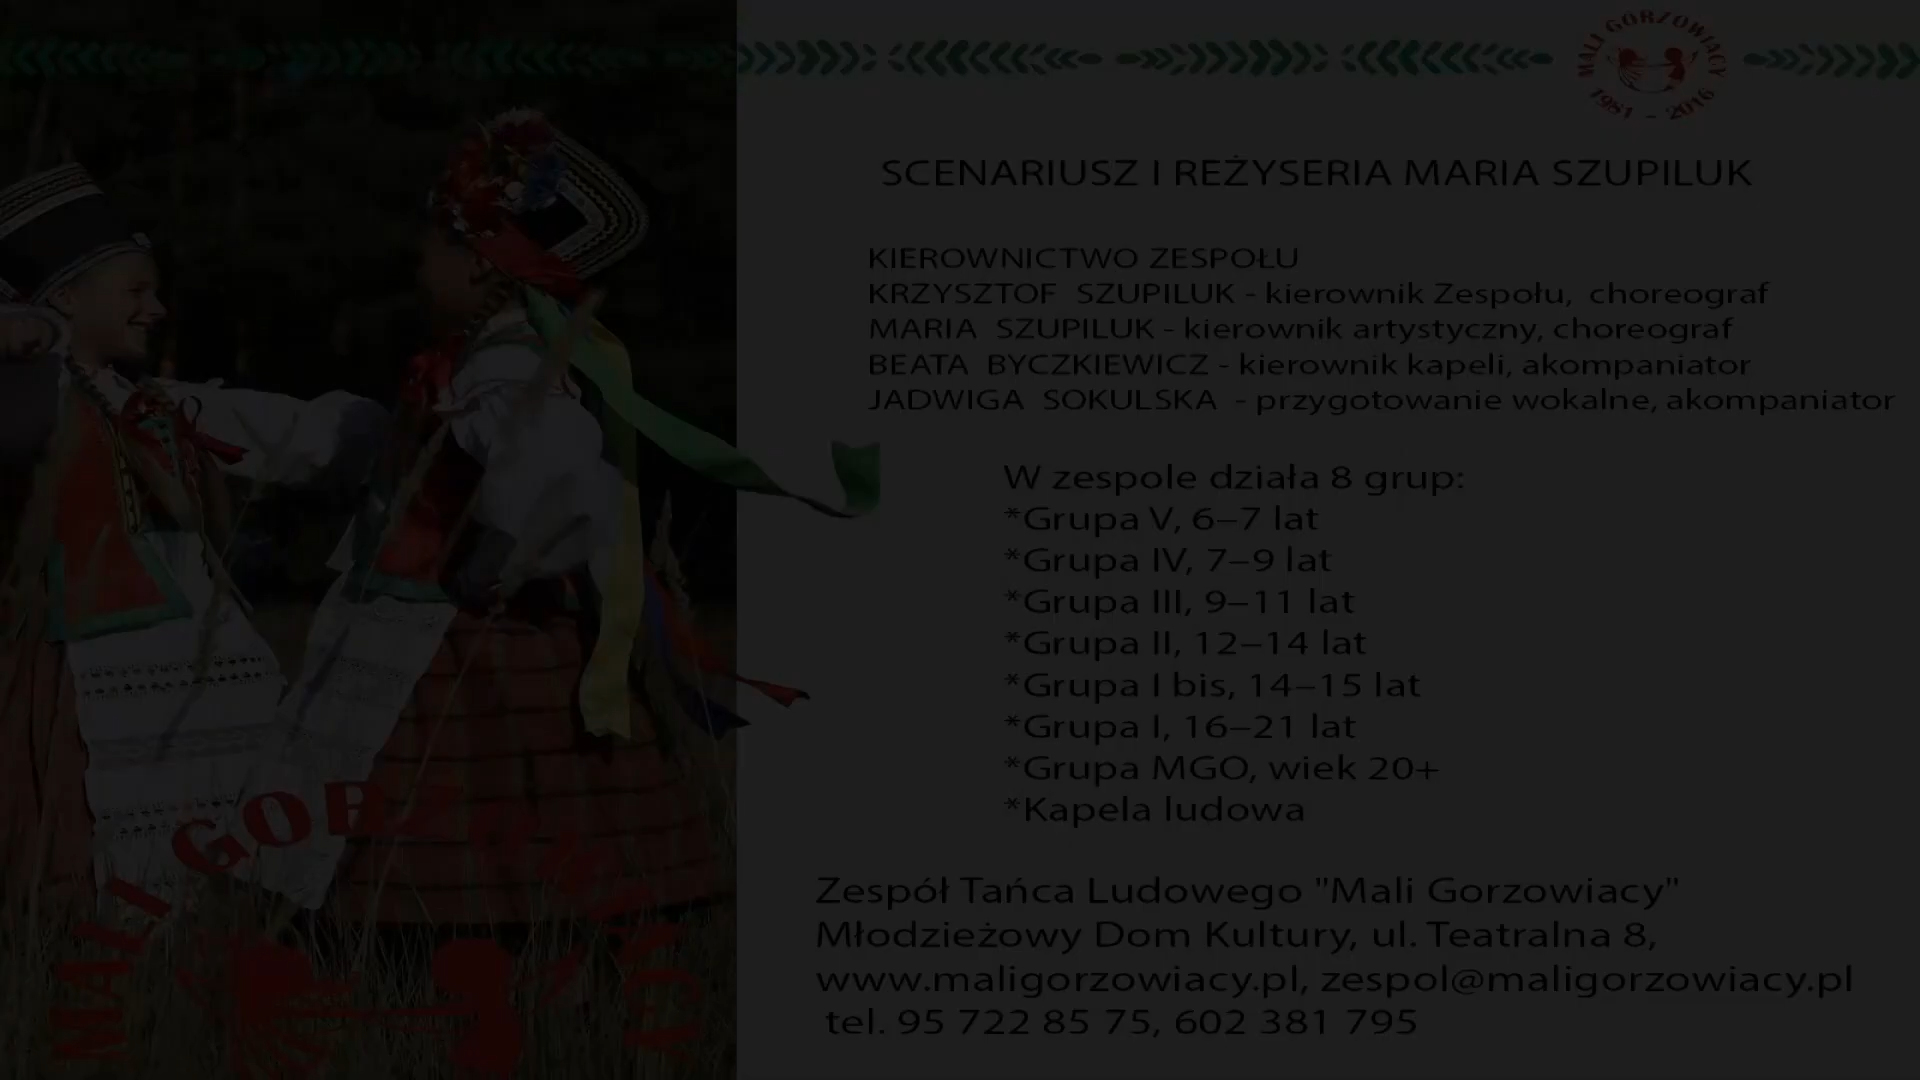 MALI GORZOWIACY
1981 - 2016
SCENARIUSZ I REŻYSERIA MARIA SZUPILUK
KIEROWNICTWO ZESPOŁU
KRZYSZTOF SZUPILUK - kierownik Zespołu, choreograf
MARIA SZUPILUK - kierownik artystyczny, choreograf
BEATA BYCZKIEWICZ - kierownik kapeli, akompaniator
JADWIGA SOKULSKA - przygotowanie wokalne, akompaniator
W zespole działa 8 grup:
*Grupa V, 6–7 lat
*Grupa IV, 7–9 lat
*Grupa III, 9–11 lat
*Grupa II, 12–14 lat
*Grupa I bis, 14–15 lat
*Grupa I, 16–21 lat
*Grupa MGO, wiek 20+
*Kapela ludowa
Zespół Tańca Ludowego "Mali Gorzowiacy"
Młodzieżowy Dom Kultury, ul. Teatralna 8,
www.maligorzowiacy.pl, zespol@maligorzowiacy.pl
tel. 95 722 85 75, 602 381 795
MALI GORZOWIACY